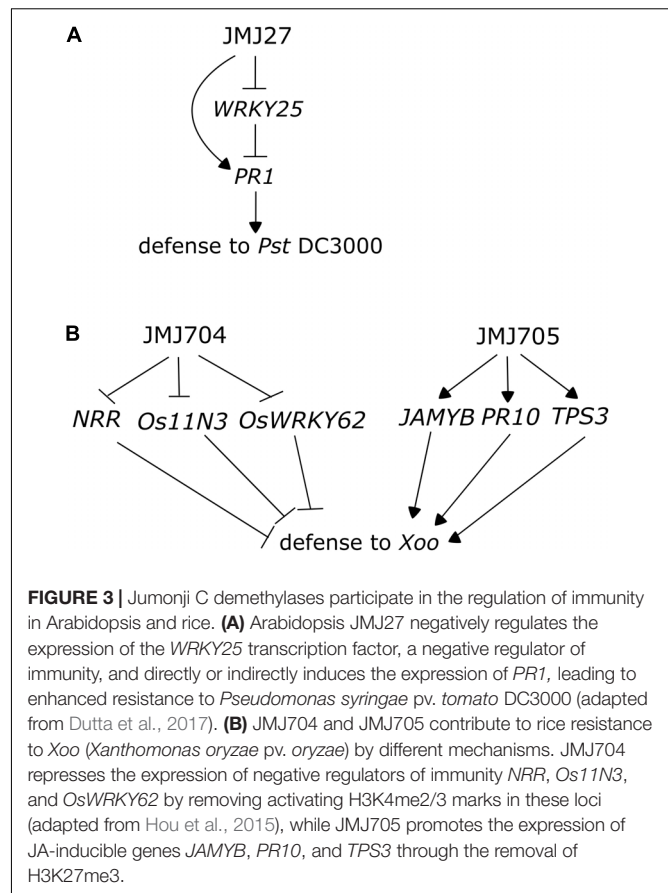 A
JMJ27
WRKY25
PR1
defense to Pst DC3000
B
JMJ704
JMJ705
NRR Os11N3 OsWRKY62
JAMYB PR10 TPS3
defense to Xoo
FIGURE 3 | Jumonji C demethylases participate in the regulation of immunity
in Arabidopsis and rice. (A) Arabidopsis JMJ27 negatively regulates the
expression of the WRKY25 transcription factor, a negative regulator of
immunity, and directly or indirectly induces the expression of PR1, leading to
enhanced resistance to Pseudomonas syringae pv. tomato DC3000 (adapted
from Dutta et al., 2017). (B) JMJ704 and JMJ705 contribute to rice resistance
to Xoo (Xanthomonas oryzae pv. oryzae) by different mechanisms. JMJ704
represses the expression of negative regulators of immunity NRR, Os11N3,
and OsWRKY62 by removing activating H3K4me2/3 marks in these loci
(adapted from Hou et al., 2015), while JMJ705 promotes the expression of
JA-inducible genes JAMYB, PR10, and TPS3 through the removal of
H3K27me3.